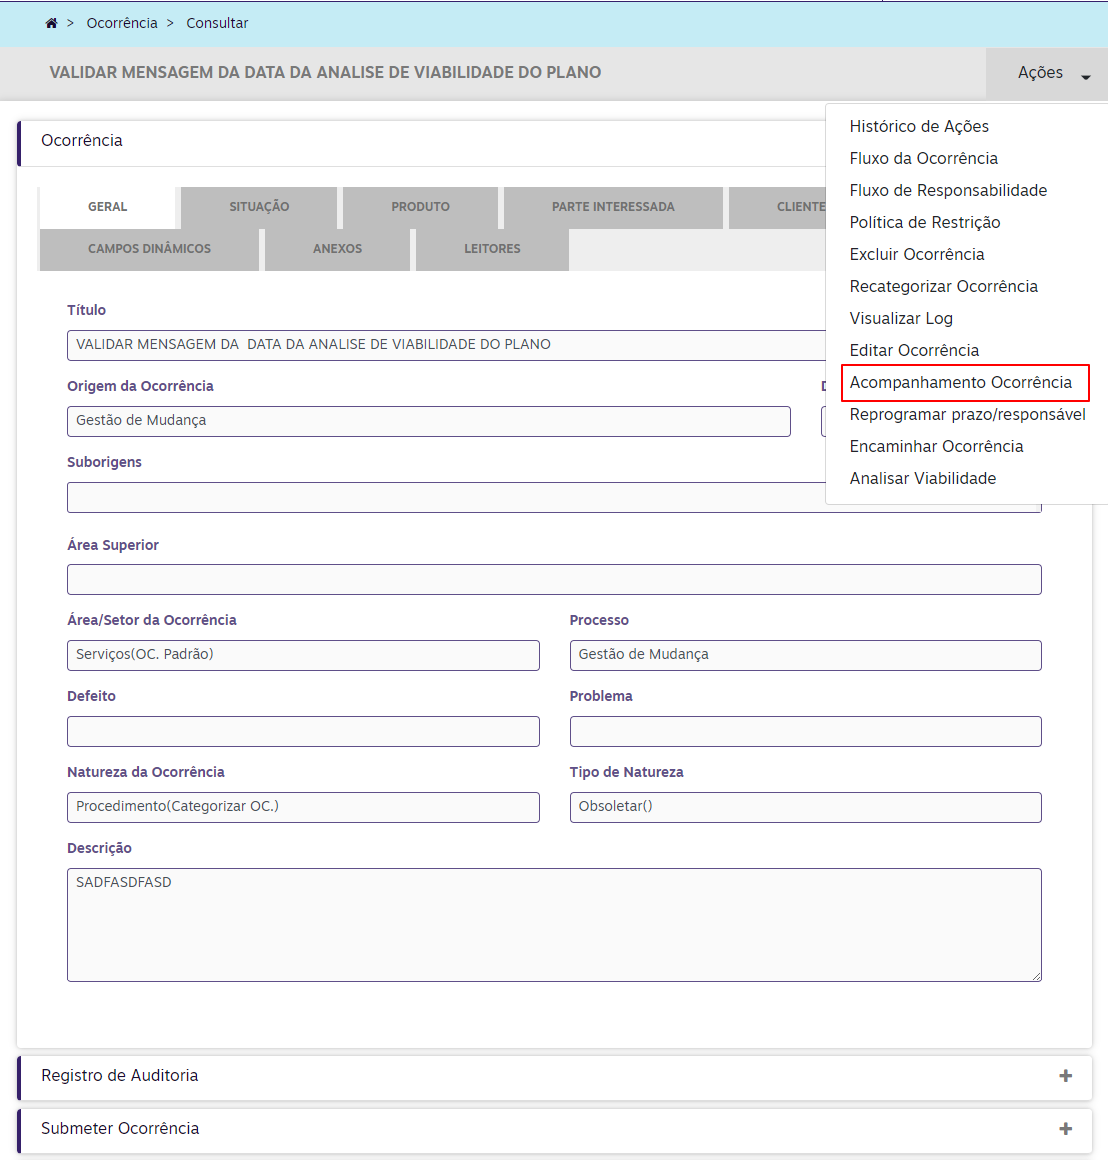 > Ocorrência > Consultar
VALIDAR MENSAGEM DA DATA DA ANALISE DE VIABILIDADE DO PLANO
Ações
Histórico de Ações
Fluxo da Ocorrência
Fluxo de Responsabilidade
Política de Restrição
Excluir Ocorrência
Recategorizar Ocorrência
Visualizar Log
Editar Ocorrência
Acompanhamento Ocorrência
Reprogramar prazo/responsável
Encaminhar Ocorrência
Analisar Viabilidade
Ocorrência
GERAL SITUAÇÃO PRODUTO PARTE INTERESSADA CLIENTE
CAMPOS DINÂMICOS ANEXOS LEITORES
Título
VALIDAR MENSAGEM DA  DATA DA ANALISE DE VIABILIDADE DO PLANO
Origem da Ocorrência
Gestão de Mudança
Suborigens
Área Superior
Área/Setor da Ocorrência Processo
Serviços(OC. Padrão) Gestão de Mudança
Defeito Problema
Natureza da Ocorrência Tipo de Natureza
Procedimento(Categorizar OC.) Obsoletar()
Descrição
SADFASDFASD
Registro de Auditoria
Submeter Ocorrência